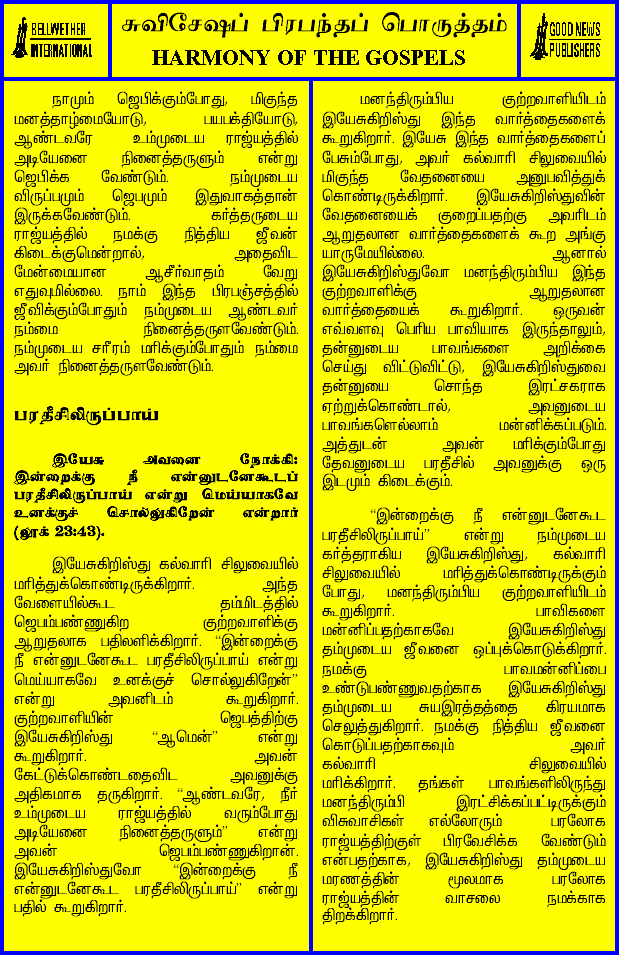 BELLWETHER
INTERNATIONAL
சுவிசேஷப் பிரபந்தப் பொருத்தம்
HARMONY OF THE GOSPELS
GOOD NEWS
PUBLISHERS
நாமும் ஜெபிக்கும்போது, மிகுந்த
மனத்தாழ்மையோடு, பயபக்தியோடு,
ஆண்டவரே உம்முடைய ராஜ்யத்தில்
அடியேனை நினைத்தருளும் என்று
ஜெபிக்க வேண்டும். நம்முடைய
விருப்பமும் ஜெபமும் இதுவாகத்தான்
இருக்கவேண்டும். கர்த்தருடைய
ராஜ்யத்தில் நமக்கு நித்திய ஜீவன்
கிடைக்குமென்றால், அதைவிட
மேன்மையான ஆசீர்வாதம் வேறு
எதுவுமில்லை. நாம் இந்த பிரபஞ்சத்தில்
ஜீவிக்கும்போதும் நம்முடைய ஆண்டவர்
நம்மை நினைத்தருளவேண்டும்.
நம்முடைய சரீரம் மரிக்கும்போதும் நம்மை
அவர் நினைத்தருளவேண்டும்.
பரதீசிலிருப்பாய்
இயேசு அவனை நோக்கி:
இன்றைக்கு நீ என்னுடனேகூடப்
பரதீசிலிருப்பாய் என்று மெய்யாகவே
உனக்குச் சொல்லுகிறேன் என்றார்
(லூக் 23:43).
இயேசுகிறிஸ்து கல்வாரி சிலுவையில்
மரித்துக்கொண்டிருக்கிறார். அந்த
வேளையில்கூட தம்மிடத்தில்
ஜெபம்பண்ணுகிற குற்றவாளிக்கு
ஆறுதலாக பதிலளிக்கிறார். “இன்றைக்கு
நீ என்னுடனேகூட பரதீசிலிருப்பாய் என்று
மெய்யாகவே உனக்குச் சொல்லுகிறேன்”
என்று அவனிடம் கூறுகிறார்.
குற்றவாளியின் ஜெபத்திற்கு
இயேசுகிறிஸ்து “ஆமென்” என்று
கூறுகிறார். அவன்
கேட்டுக்கொண்டதைவிட அவனுக்கு
அதிகமாக தருகிறார். “ஆண்டவரே, நீர்
உம்முடைய ராஜ்யத்தில் வரும்போது
அடியேனை நினைத்தருளும்” என்று
அவன் ஜெபம்பண்ணுகிறான்.
இயேசுகிறிஸ்துவோ “இன்றைக்கு நீ
என்னுடனேகூட பரதீசிலிருப்பாய்” என்று
பதில் கூறுகிறார்.
மனந்திரும்பிய குற்றவாளியிடம்
இயேசுகிறிஸ்து இந்த வார்த்தைகளைக்
கூறுகிறார். இயேசு இந்த வார்த்தைகளைப்
பேசும்போது, அவர் கல்வாரி சிலுவையில்
மிகுந்த வேதனையை அனுபவித்துக்
கொண்டிருக்கிறார். இயேசுகிறிஸ்துவின்
வேதனையைக் குறைப்பதற்கு அவரிடம்
ஆறுதலான வார்த்தைகளைக் கூற அங்கு
யாருமேயில்லை. ஆனால்
இயேசுகிறிஸ்துவோ மனந்திரும்பிய இந்த
குற்றவாளிக்கு ஆறுதலான
வார்த்தையைக் கூறுகிறார். ஒருவன்
எவ்வளவு பெரிய பாவியாக இருந்தாலும்,
தன்னுடைய பாவங்களை அறிக்கை
செய்து விட்டுவிட்டு, இயேசுகிறிஸ்துவை
தன்னுயை சொந்த இரட்சகராக
ஏற்றுக்கொண்டால், அவனுடைய
பாவங்களெல்லாம் மன்னிக்கப்படும்.
அத்துடன் அவன் மரிக்கும்போது
தேவனுடைய பரதீசில் அவனுக்கு ஒரு
இடமும் கிடைக்கும்.
“இன்றைக்கு நீ என்னுடனேகூட
பரதீசிலிருப்பாய்” என்று நம்முடைய
கர்த்தராகிய இயேசுகிறிஸ்து, கல்வாரி
சிலுவையில் மரித்துக்கொண்டிருக்கும்
போது, மனந்திரும்பிய குற்றவாளியிடம்
கூறுகிறார். பாவிகளை
மன்னிப்பதற்காகவே இயேசுகிறிஸ்து
தம்முடைய ஜீவனை ஒப்புக்கொடுக்கிறார்.
நமக்கு பாவமன்னிப்பை
உண்டுபண்ணுவதற்காக இயேசுகிறிஸ்து
தம்முடைய சுயஇரத்தத்தை கிரயமாக
செலுத்துகிறார். நமக்கு நித்திய ஜீவனை
கொடுப்பதற்காகவும் அவர்
கல்வாரி சிலுவையில்
மரிக்கிறார். தங்கள் பாவங்களிலிருந்து
மனந்திரும்பி இரட்சிக்கப்பட்டிருக்கும்
விசுவாசிகள் எல்லோரும் பரலோக
ராஜ்யத்திற்குள் பிரவேசிக்க வேண்டும்
என்பதற்காக, இயேசுகிறிஸ்து தம்முடைய
மரணத்தின் மூலமாக பரலோக
ராஜ்யத்தின் வாசலை நமக்காக
திறக்கிறார்.